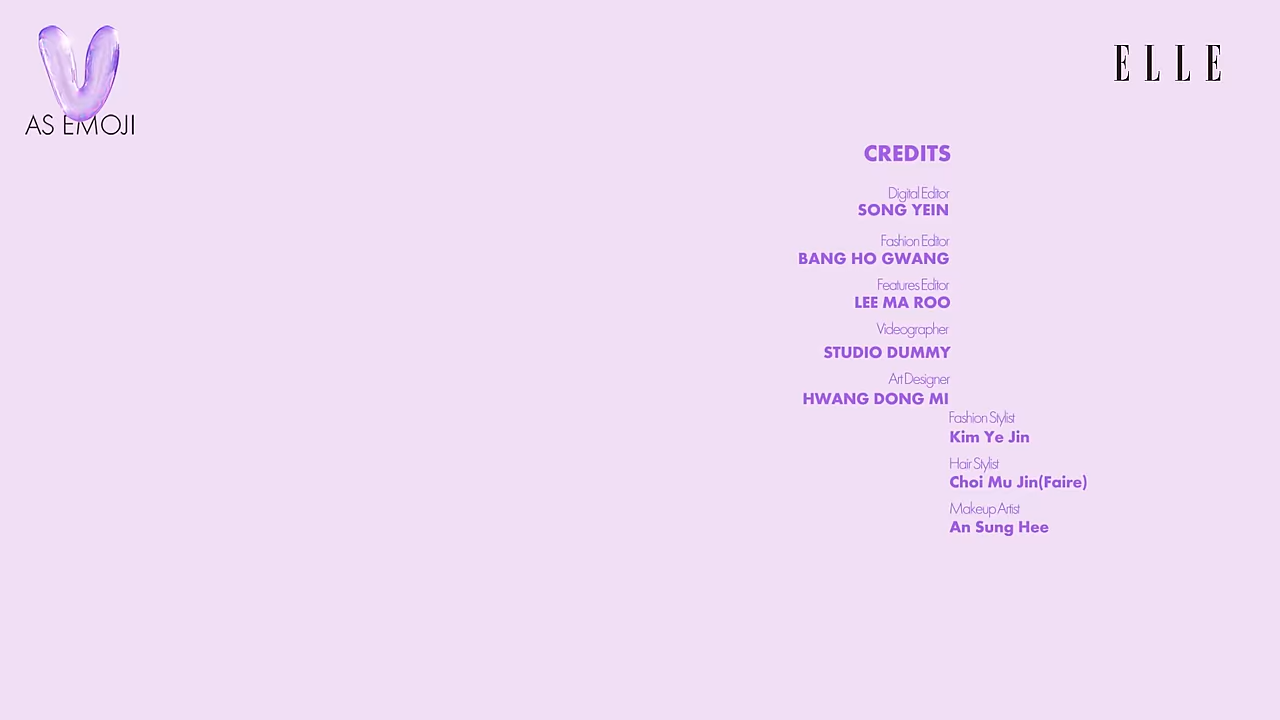 V
AS EMOJI
ELLE
CREDITS
Digital Editor
SONG YEIN
Fashion Editor
BANG HO GWANG
Features Editor
LEE MA ROO
Videographer
STUDIO DUMMY
Art Designer
HWANG DONG MI
Fashion Stylist
Kim Ye Jin
Hair Stylist
Choi Mu Jin(Faire)
Makeup Artist
An Sung Hee